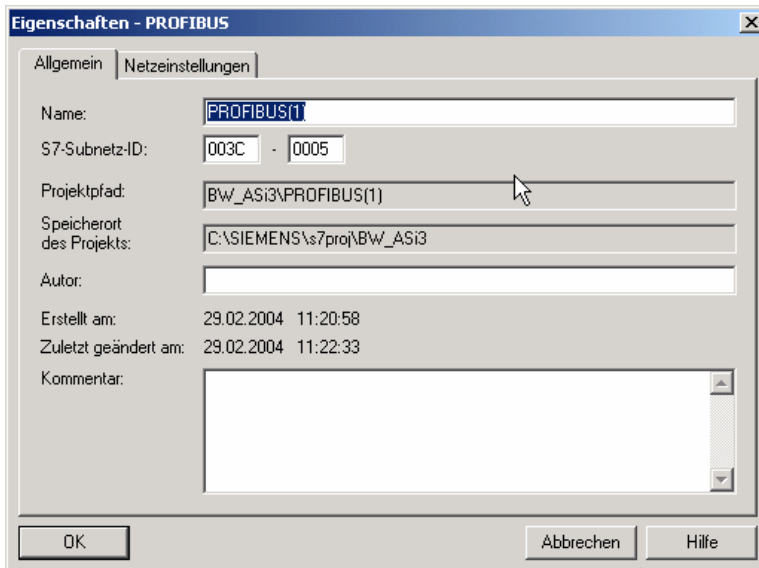 Eigenschaften - PROFIBUS
Allgemein Netzeinstellungen
Name: PROFIBUS(1)
S7-Subnetz-ID: 003C - 0005
Projektpfad: BW_ASi3\PROFIBUS(1)
Speicherort
des Projekts: C:\SIEMENS\s7proj\BW_ASi3
Autor:
Erstellt am: 29.02.2004 11:20:58
Zuletzt geändert am: 29.02.2004 11:22:33
Kommentar:
OK Abbrechen Hilfe